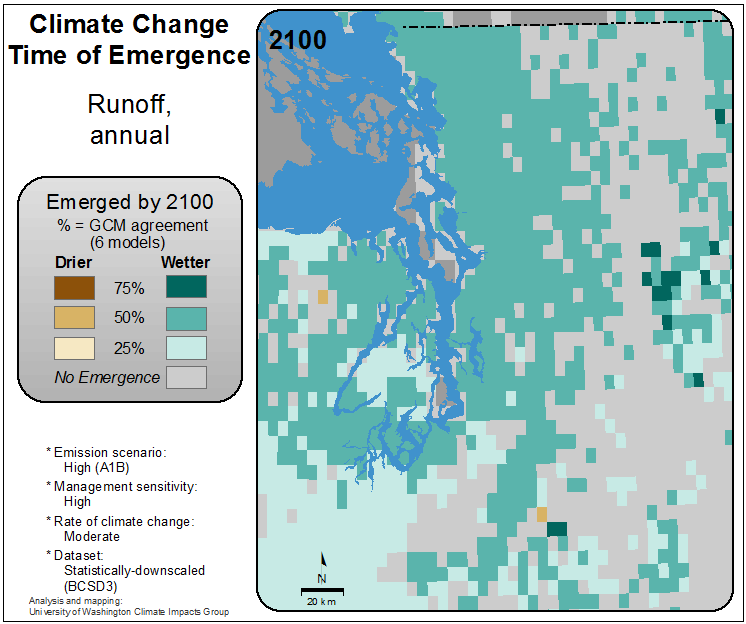 Climate Change
Time of Emergence
Runoff,
annual
Emerged by 2100
% = GCM agreement
(6 models)
Drier Wetter
75%
50%
25%
No Emergence
* Emission scenario:
High (A1B)
* Management sensitivity:
High
* Rate of climate change:
Moderate
* Dataset:
Statistically-downscaled
(BCSD3)
Analysis and mapping:
University of Washington Climate Impacts Group
2100
N
20 km